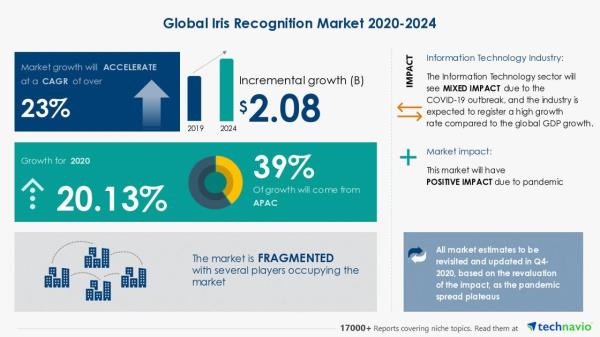 Global Iris Recognition Market 2020-2024
Market growth will ACCELERATE
at a CAGR of over
23%
2019
2024
Incremental growth (B)
$2.08
Growth for 2020
20.13%
39%
Of growth will come from
APAC
The market is FRAGMENTED
with several players occupying the
market
IMPACT
Information Technology Industry:
The Information Technology sector will
see MIXED IMPACT due to the
COVID-19 outbreak, and the industry is
expected to register a high growth
rate compared to the global GDP growth.
Market impact:
This market will have
POSITIVE IMPACT due to pandemic
All market estimates to be
revisited and updated in Q4-
2020, based on the revaluation
of the impact, as the pandemic
spread plateaus
17000+ Reports covering niche topics. Read them at
technavio